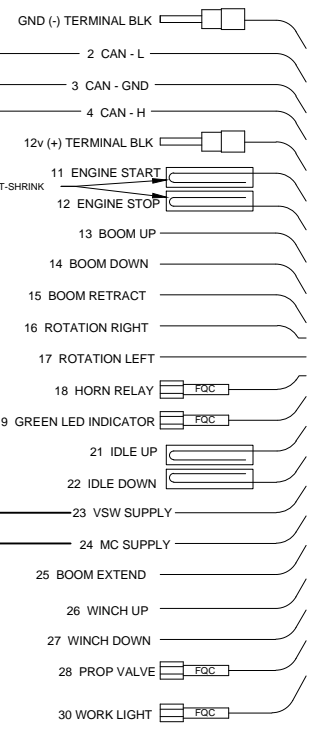 GND (-) TERMINAL BLK
2 CAN - L
3 CAN - GND
4 CAN - H
12v (+) TERMINAL BLK
11 ENGINE START
T-SHRINK
12 ENGINE STOP
13 BOOM UP
14 BOOM DOWN
15 BOOM RETRACT
16 ROTATION RIGHT
17 ROTATION LEFT
18 HORN RELAY FQC
9 GREEN LED INDICATOR FQC
21 IDLE UP
22 IDLE DOWN
23 VSW SUPPLY
24 MC SUPPLY
25 BOOM EXTEND
26 WINCH UP
27 WINCH DOWN
28 PROP VALVE FQC
30 WORK LIGHT FQC